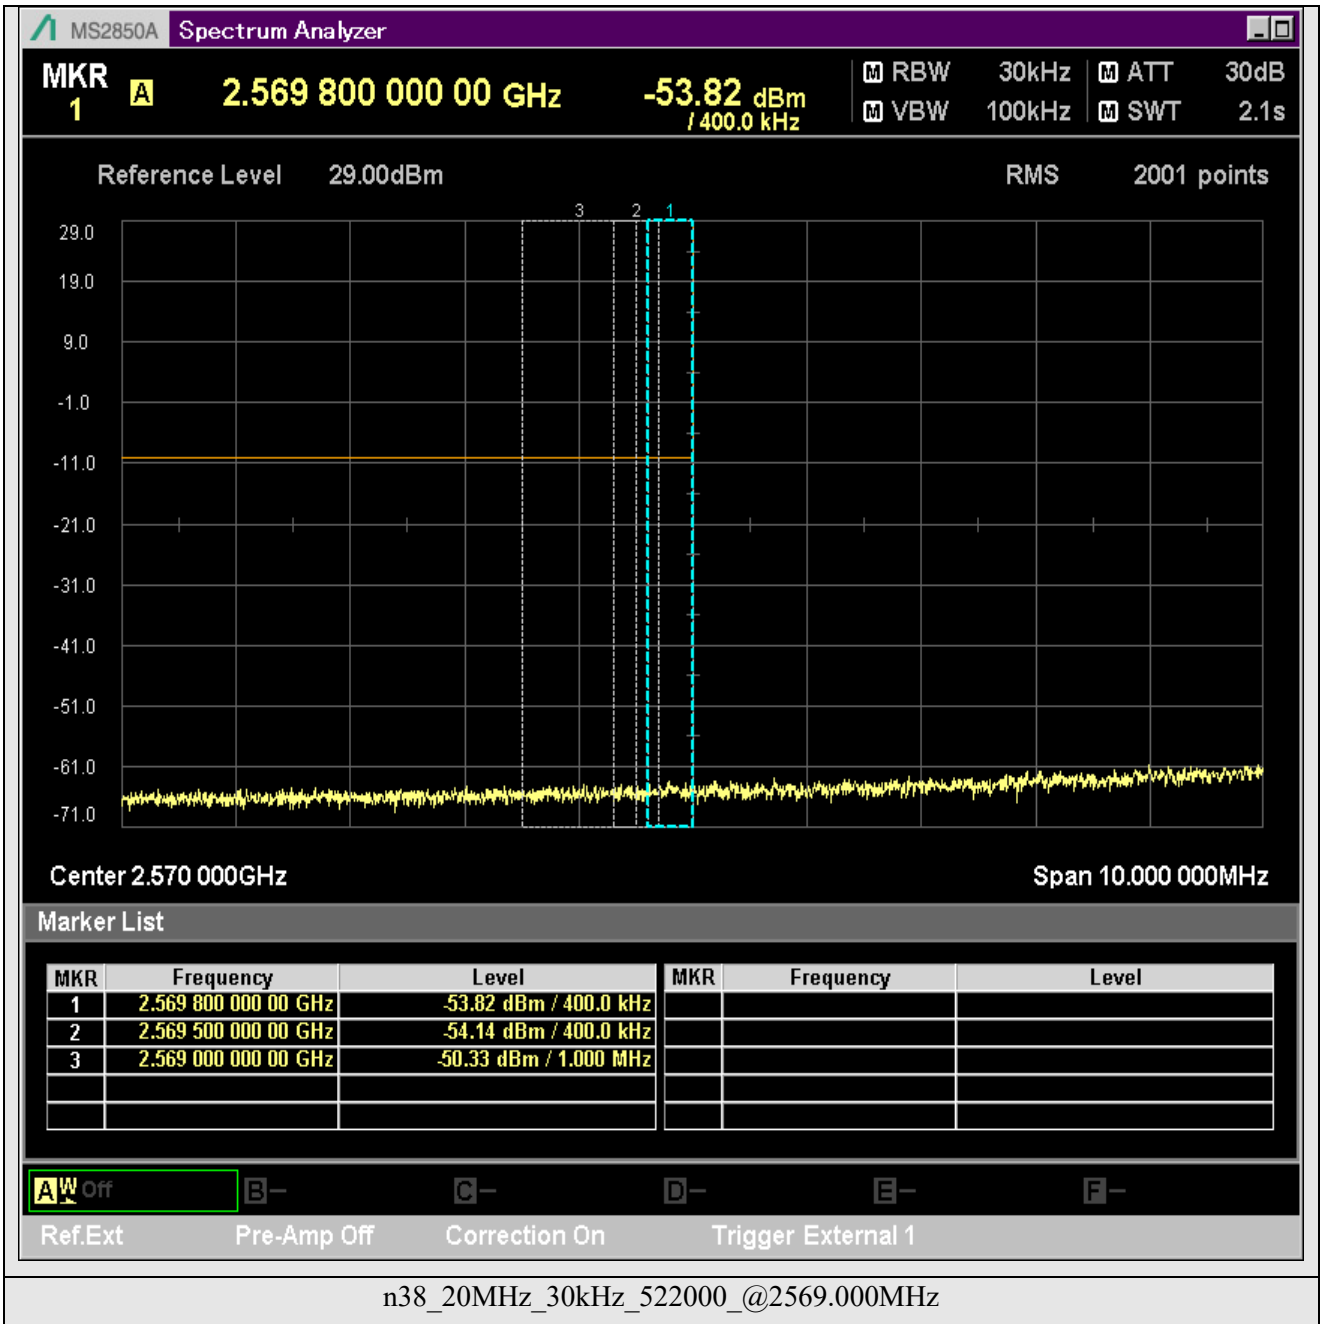 MS2850A Spectrum Analyzer
MKR 1 A 2.569 800 000 00 GHz -53.82 dBm / 400.0 kHz
M RBW 30kHz M ATT 30dB
M VBW 100kHz M SWT 2.1s
Reference Level 29.00dBm RMS 2001 points
3 2 1
29.0
19.0
9.0
-1.0
-11.0
-21.0
-31.0
-41.0
-51.0
-61.0
-71.0
Center 2.570 000GHz Span 10.000 000MHz
Marker List
MKR Frequency Level MKR Frequency Level
1 2.569 800 000 00 GHz -53.82 dBm / 400.0 kHz
2 2.569 500 000 00 GHz -54.14 dBm / 400.0 kHz
3 2.569 000 000 00 GHz -50.33 dBm / 1.000 MHz
A W Off B - C - D - E - F -
Ref.Ext Pre-Amp Off Correction On Trigger External 1
n38_20MHz_30kHz_522000_@2569.000MHz